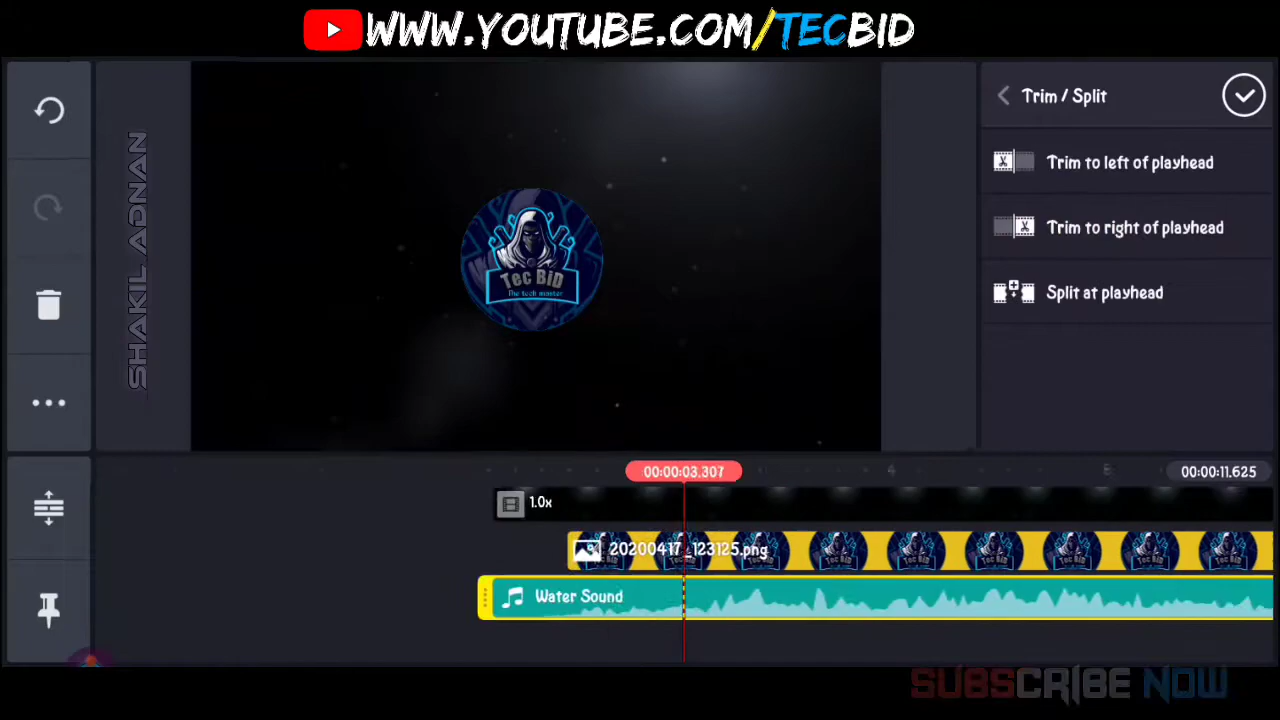 WWW.YOUTUBE.COM/TECBID
SHAKIL ADNAN
Tec BiD
The tech master
Trim / Split
Trim to left of playhead
Trim to right of playhead
Split at playhead
00:00:03.307
4
8
00:00:11.625
1.0x
20200417_123125.png
Water Sound
SUBSCRIBE NOW